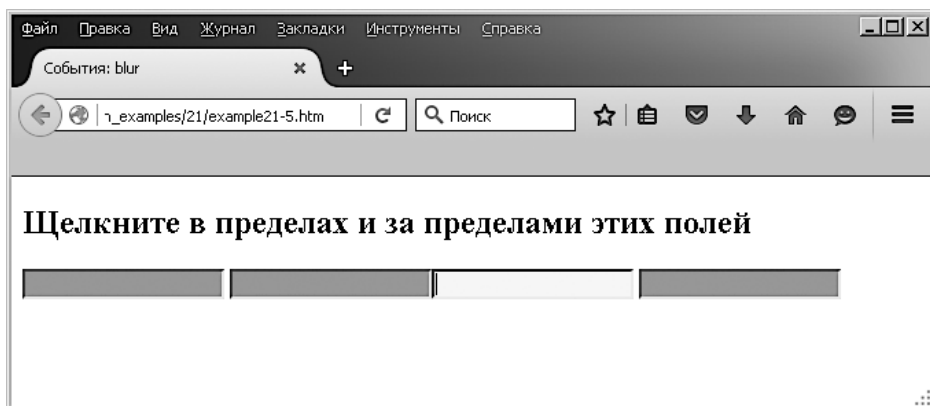 Файл Правка Вид Журнал Закладки Инструменты Справка
События: blur
n_examples/21/example21-5.htm Поиск
Щелкните в пределах и за пределами этих полей